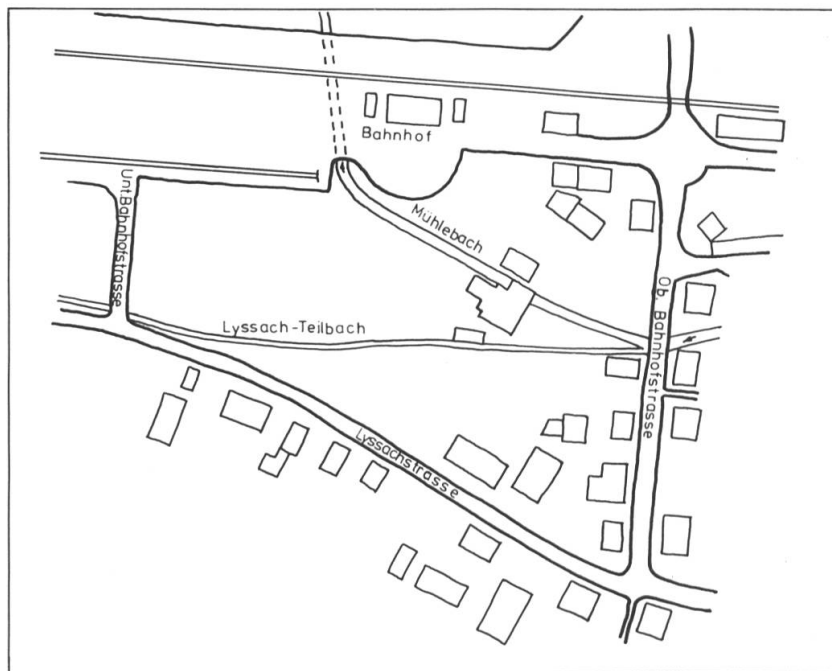 Bahnhof
Unt. Bahnhofstrasse
Mühlebach
Lyssach-Teilbach
Ob. Bahnhofstrasse
Lyssachstrasse